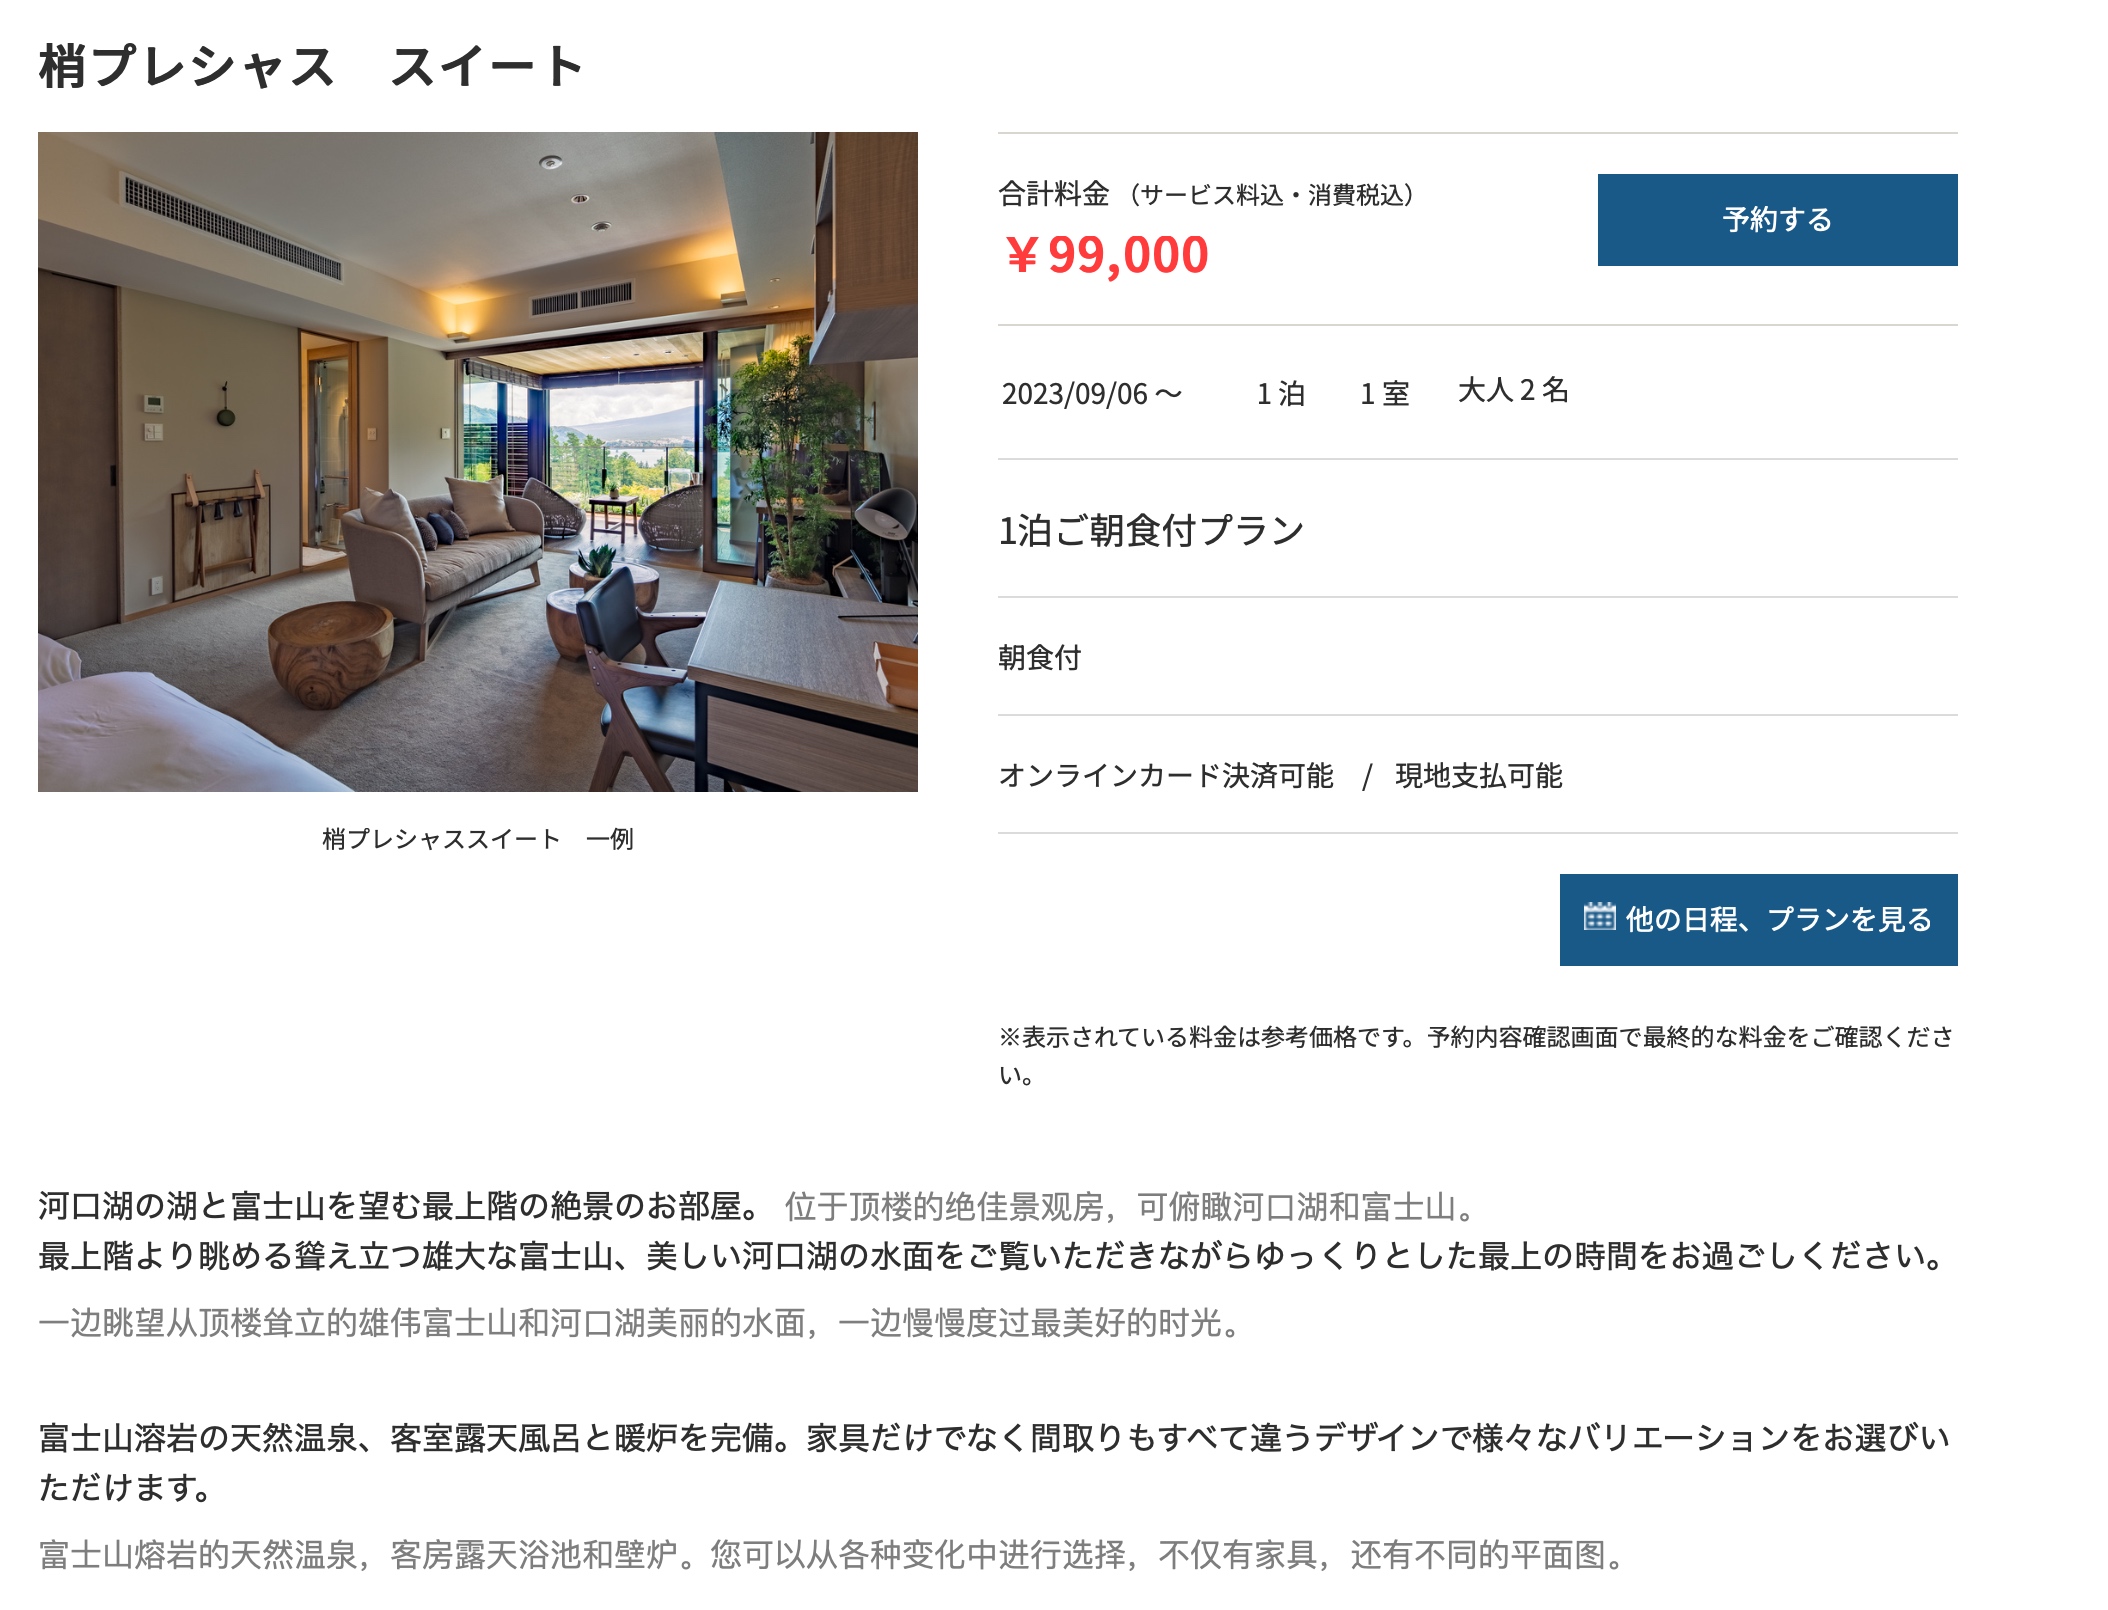 梢プレシャス　スイート
合計料金 （サービス料込・消費税込）
￥99,000
予約する
2023/09/06 ～ 1 泊 1 室 大人 2 名
1泊ご朝食付プラン
朝食付
オンラインカード決済可能 / 現地支払可能
梢プレシャススイート　一例
他の日程、プランを見る
※表示されている料金は参考価格です。予約内容確認画面で最終的な料金をご確認くださ
い。
河口湖の湖と富士山を望む最上階の絶景のお部屋。 位于顶楼的绝佳景观房，可俯瞰河口湖和富士山。
最上階より眺める聳え立つ雄大な富士山、美しい河口湖の水面をご覧いただきながらゆっくりとした最上の時間をお過ごしください。
一边眺望从顶楼耸立的雄伟富士山和河口湖美丽的水面，一边慢慢度过最美好的时光。
富士山溶岩の天然温泉、客室露天風呂と暖炉を完備。家具だけでなく間取りもすべて違うデザインで様々なバリエーションをお選びい
ただけます。
富士山熔岩的天然温泉，客房露天浴池和壁炉。您可以从各种变化中进行选择，不仅有家具，还有不同的平面图。